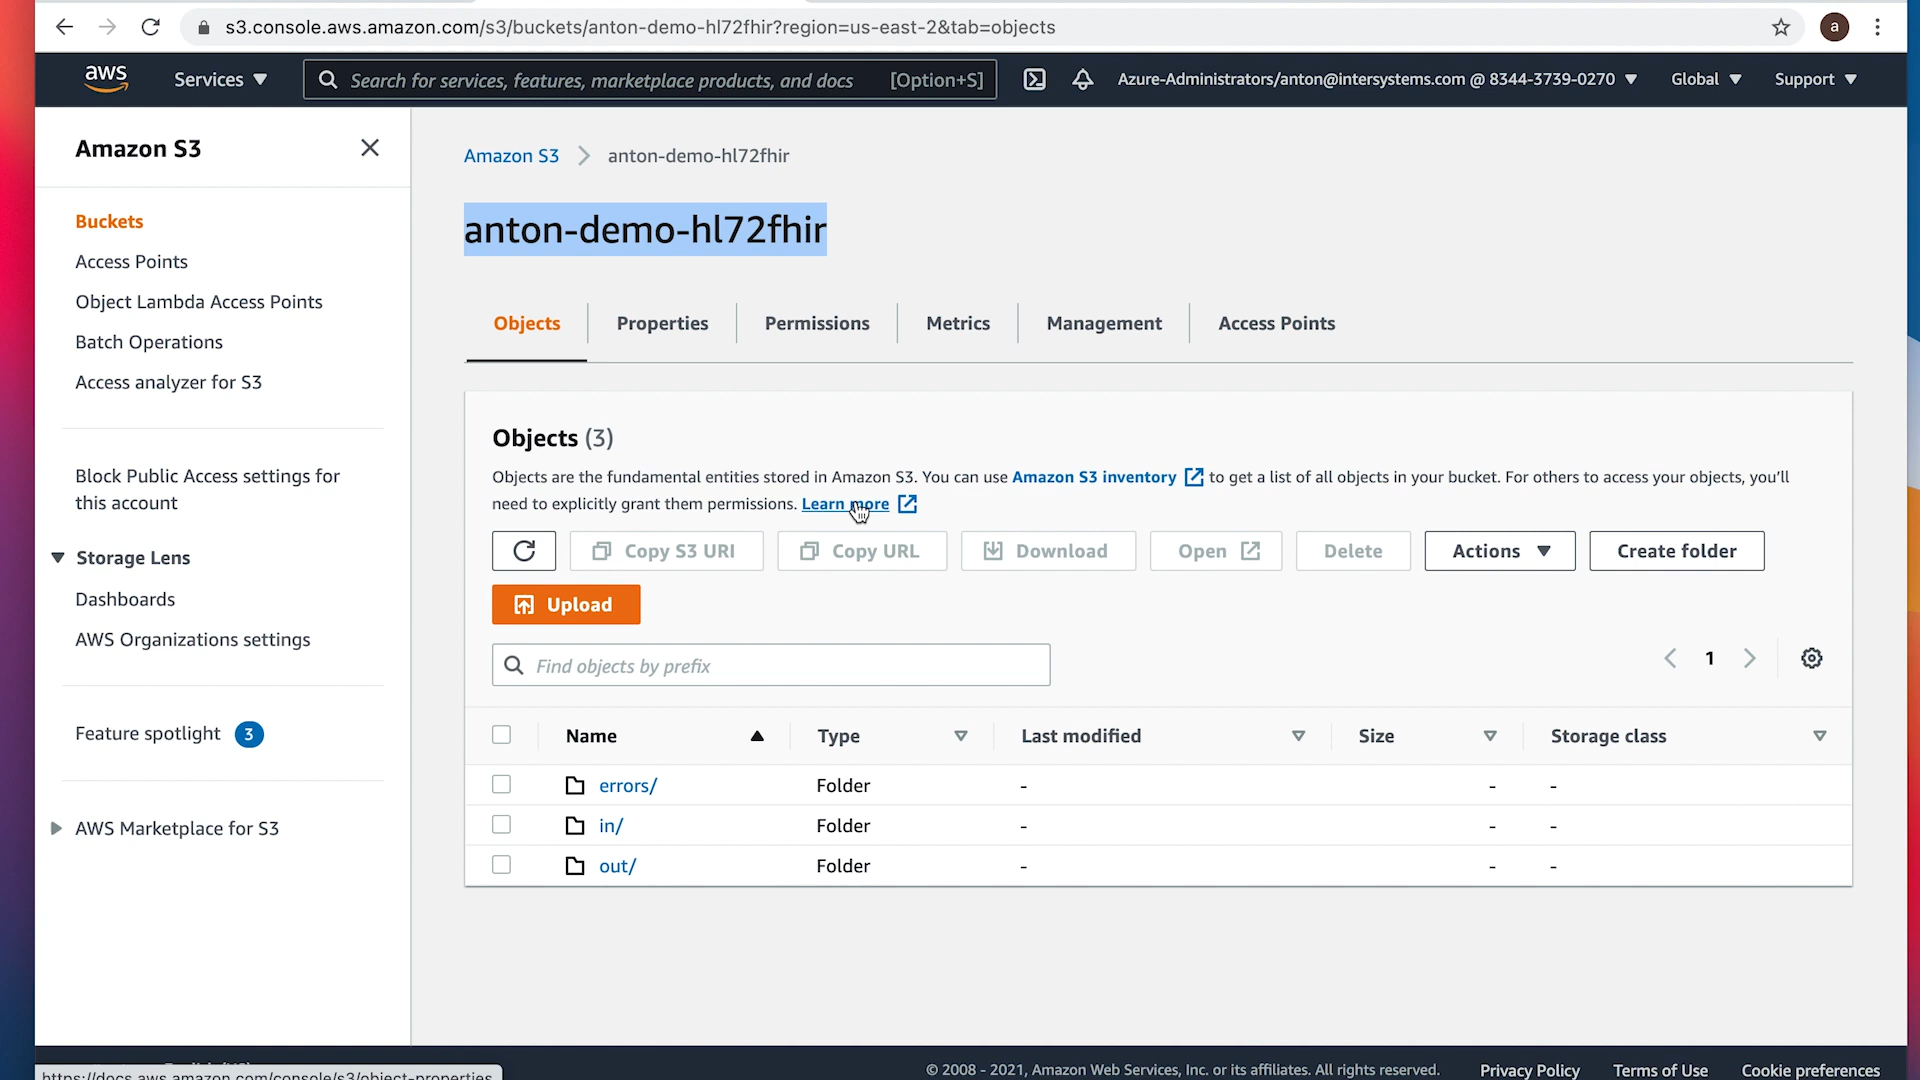 s3.console.aws.amazon.com/s3/buckets/anton-demo-hl72fhir?region=us-east-2&tab=objects
a
aws
Services
Search for services, features, marketplace products, and docs [Option+S]
Azure-Administrators/anton@intersystems.com @ 8344-3739-0270
Global
Support
Amazon S3
Buckets
Access Points
Object Lambda Access Points
Batch Operations
Access analyzer for S3
Block Public Access settings for
this account
Storage Lens
Dashboards
AWS Organizations settings
Feature spotlight 3
AWS Marketplace for S3
Amazon S3 > anton-demo-hl72fhir
anton-demo-hl72fhir
Objects Properties Permissions Metrics Management Access Points
Objects (3)
Objects are the fundamental entities stored in Amazon S3. You can use Amazon S3 inventory to get a list of all objects in your bucket. For others to access your objects, you'll
need to explicitly grant them permissions. Learn more
Copy S3 URI Copy URL Download Open Delete Actions Create folder
Upload
Find objects by prefix
1
Name Type Last modified Size Storage class
errors/ Folder - - -
in/ Folder - - -
out/ Folder - - -
https://docs.aws.amazon.com/console/s3/object-properties
© 2008 - 2021, Amazon Web Services, Inc. or its affiliates. All rights reserved. Privacy Policy Terms of Use Cookie preferences